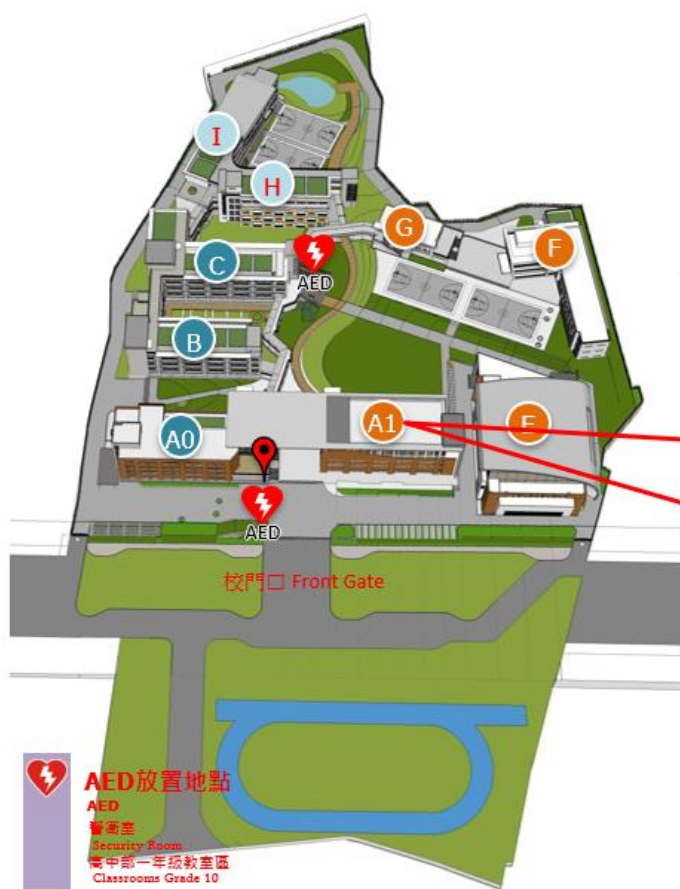 I
H
G
F
C
AED
B
A0
A1
E
AED
校門口 Front Gate
AED放置地點
AED
警衛室
Security Room
高中部一年級教室區
Classrooms Grade 10